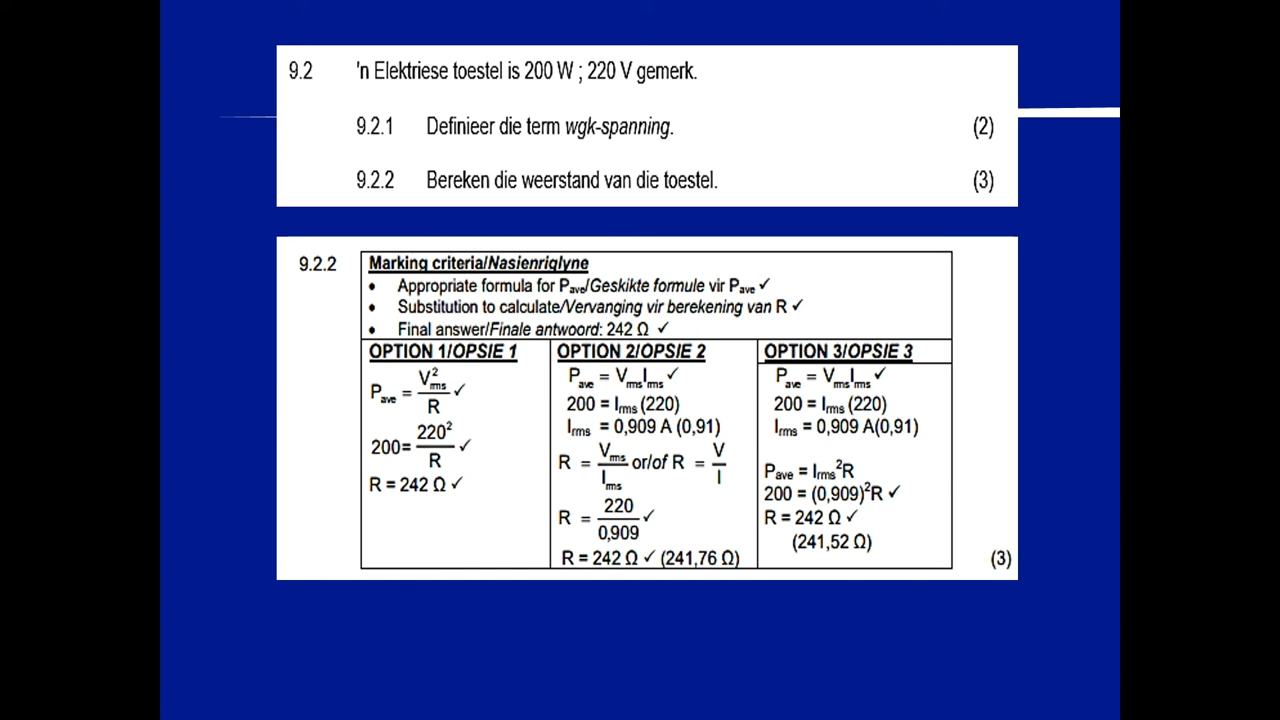 9.2 'n Elektriese toestel is 200 W ; 220 V gemerk.
9.2.1 Definieer die term wgk-spanning. (2)
9.2.2 Bereken die weerstand van die toestel. (3)
9.2.2 Marking criteria/Nasienriglyne
• Appropriate formula for Pave/Geskikte formule vir Pave ✓
• Substitution to calculate/Vervanging vir berekening van R ✓
• Final answer/Finale antwoord: 242 Ω ✓
OPTION 1/OPSIE 1
Pave = V²rms / R ✓
200= 220² / R ✓
R = 242 Ω ✓
OPTION 2/OPSIE 2
Pave = VrmsIrms ✓
200 = Irms (220)
Irms = 0,909 A (0,91)
R = Vrms / Irms or/of R = V / I
R = 220 / 0,909 ✓
R = 242 Ω ✓ (241,76 Ω)
OPTION 3/OPSIE 3
Pave = VrmsIrms ✓
200 = Irms (220)
Irms = 0,909 A(0,91)
Pave = Irms²R
200 = (0,909)²R ✓
R = 242 Ω ✓
(241,52 Ω)
(3)